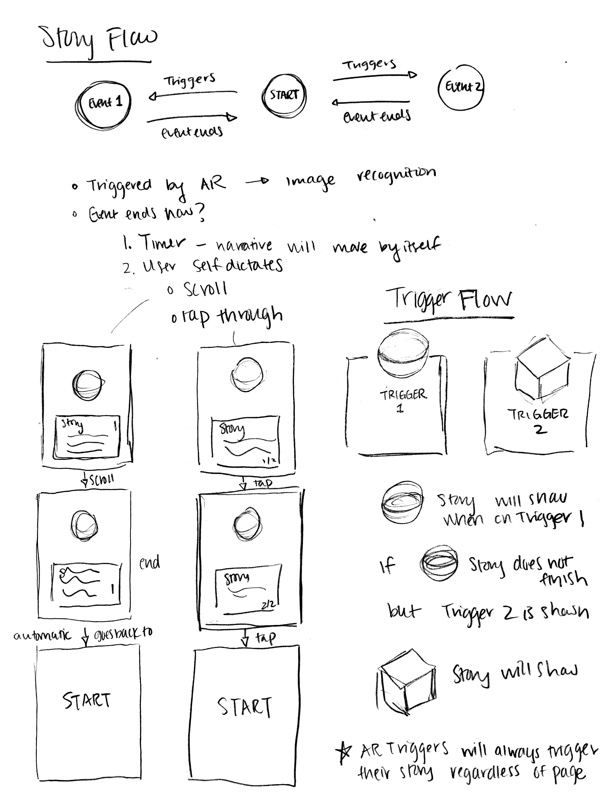 Story Flow
Triggers
Triggers
Event 1
START
Event 2
Event ends
Event ends
• Triggered by AR → Image recognition
• Event ends how?
1. Timer – narrative will move by itself
2. User self dictates
• scroll
• tap through
Story 1
↓ scroll
1
end
automatic ↓ goes back to
START
Story
1/2
↓ tap
Story
2/2
↓ tap
START
Trigger Flow
TRIGGER
1
TRIGGER
2
Story will show
when on Trigger 1
If Story does not
finish
but Trigger 2 is shown
Story will show
★ AR Triggers will always trigger
their story regardless of page